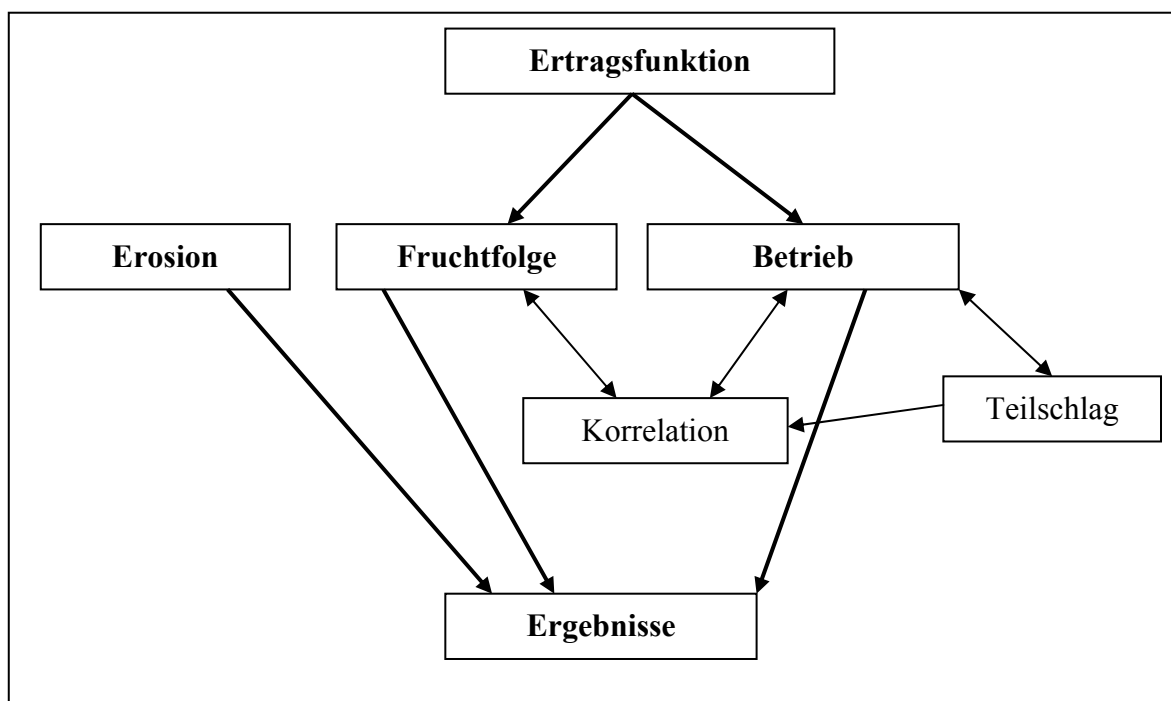 Ertragsfunktion
Erosion
Fruchtfolge
Betrieb
Teilschlag
Korrelation
Ergebnisse